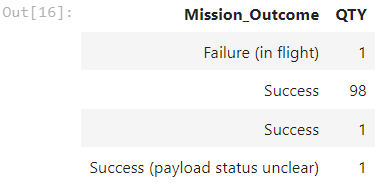 Out[16]: Mission_Outcome QTY
Failure (in flight) 1
Success 98
Success 1
Success (payload status unclear) 1